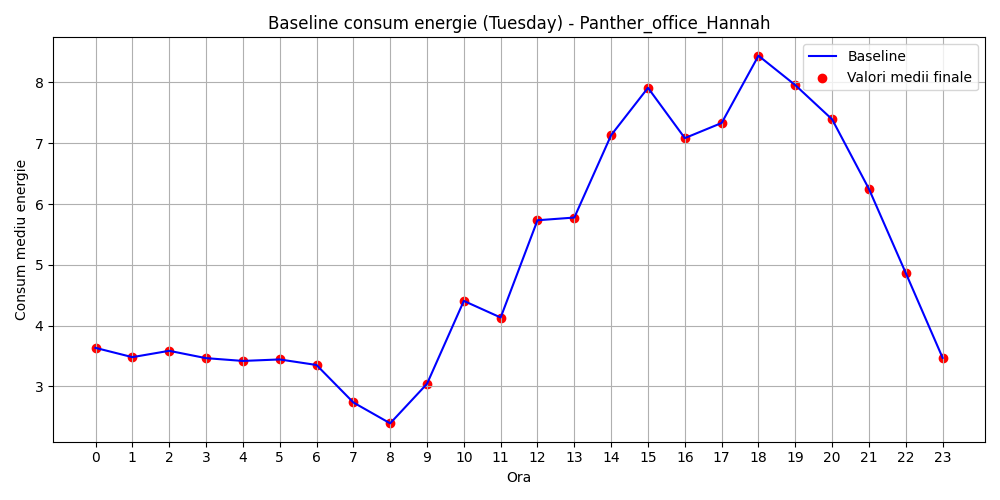 Baseline consum energie (Tuesday) - Panther_office_Hannah
Baseline
Valori medii finale
Consum mediu energie
8
7
6
5
4
3
0 1 2 3 4 5 6 7 8 9 10 11 12 13 14 15 16 17 18 19 20 21 22 23
Ora